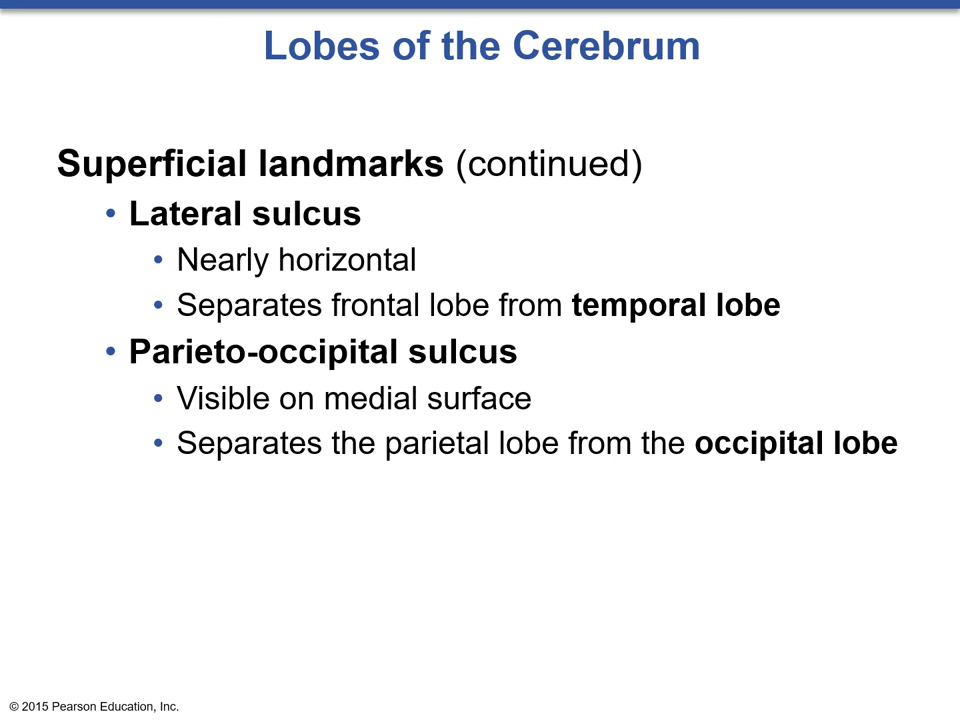 Lobes of the Cerebrum
Superficial landmarks (continued)
• Lateral sulcus
• Nearly horizontal
• Separates frontal lobe from temporal lobe
• Parieto-occipital sulcus
• Visible on medial surface
• Separates the parietal lobe from the occipital lobe
© 2015 Pearson Education, Inc.